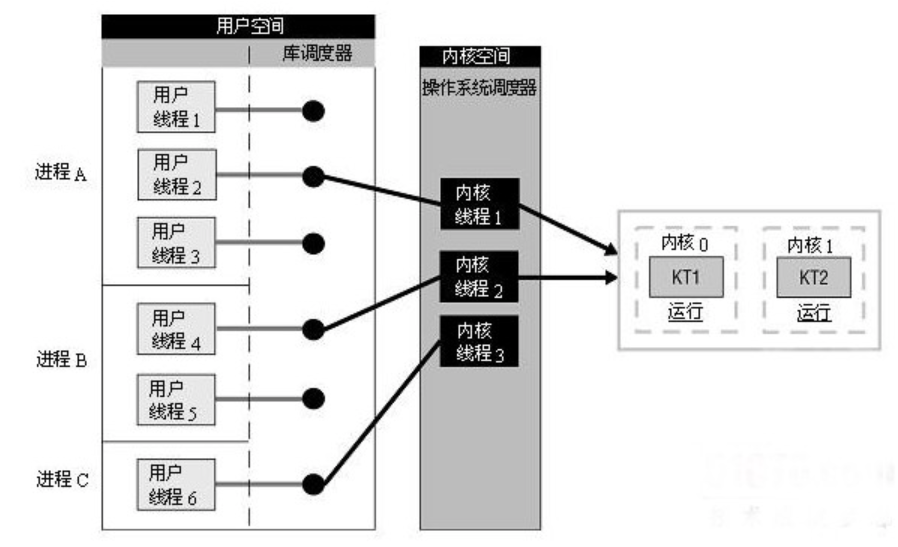 用户空间
库调度器
内核空间
操作系统调度器
进程 A
用户
线程 1
用户
线程 2
用户
线程 3
进程 B
用户
线程 4
用户
线程 5
进程 C
用户
线程 6
内核
线程 1
内核
线程 2
内核
线程 3
内核 0
KT1
运行
内核 1
KT2
运行